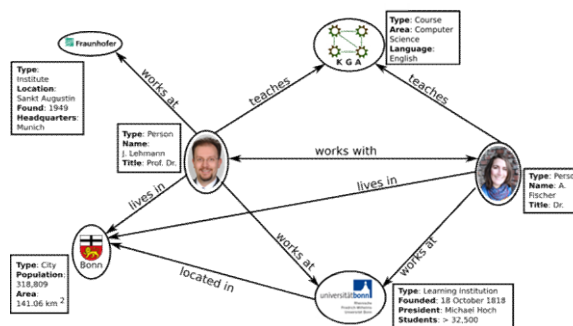 Fraunhofer
Type:
Institute
Location:
Sankt Augustin
Found: 1949
Headquarters:
Munich
works at
K G A
Type: Course
Area: Computer
Science
Language:
English
teaches
teaches
Type: Person
Name:
J. Lehmann
Title: Prof. Dr.
works with
Type: Person
Name: A.
Fischer
Title: Dr.
lives in
lives in
works at
works at
Bonn
Type: City
Population:
318,809
Area:
141.06 km²
located in
universitätbonn
Type: Learning Institution
Founded: 18 October 1818
President: Michael Hoch
Students: > 32,500